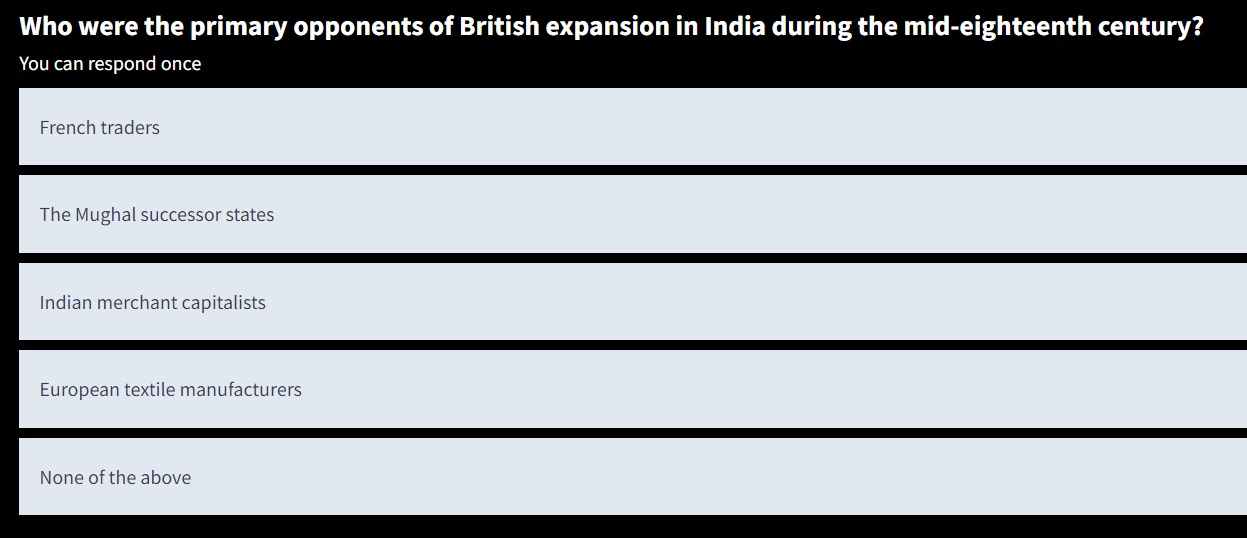 Who were the primary opponents of British expansion in India during the mid-eighteenth century?
You can respond once
French traders
The Mughal successor states
Indian merchant capitalists
European textile manufacturers
None of the above